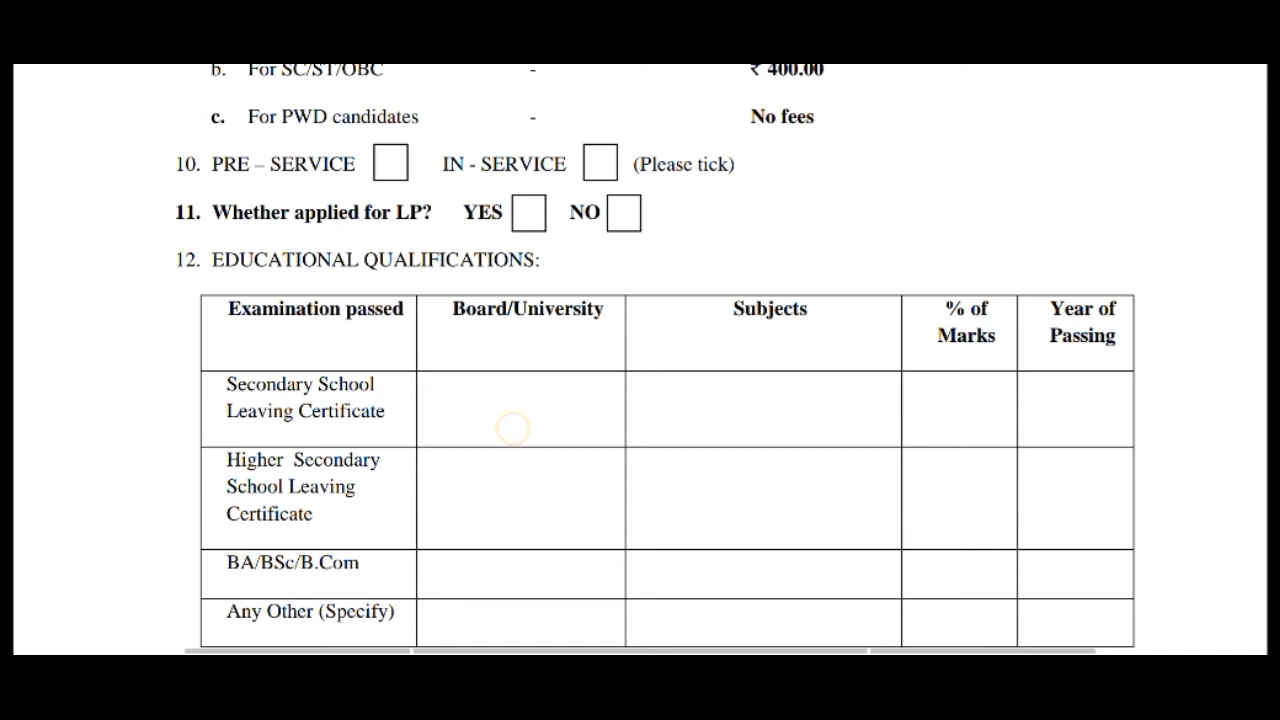 b. For SC/ST/OBC - ₹ 400.00
c. For PWD candidates - No fees
10. PRE – SERVICE IN - SERVICE (Please tick)
11. Whether applied for LP? YES NO
12. EDUCATIONAL QUALIFICATIONS:
Examination passed Board/University Subjects % of Marks Year of Passing
Secondary School
Leaving Certificate
Higher Secondary
School Leaving
Certificate
BA/BSc/B.Com
Any Other (Specify)